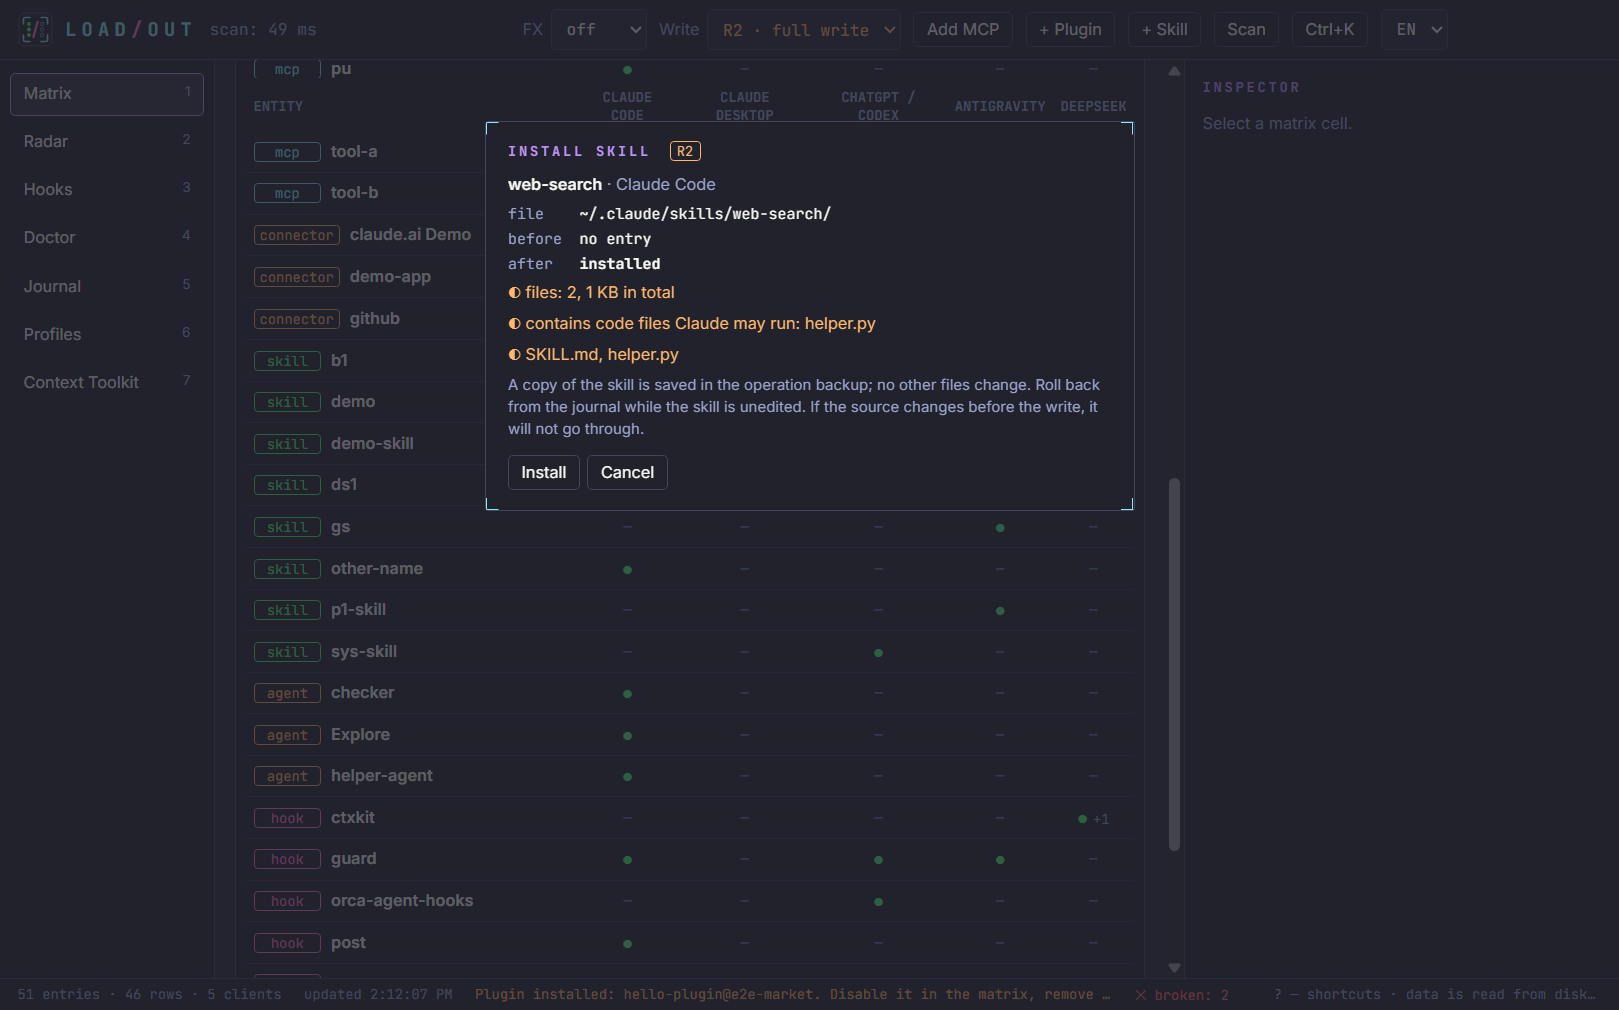 LOAD/OUT scan: 49 ms FX off Write R2 · full write Add MCP + Plugin + Skill Scan Ctrl+K EN
Matrix 1
Radar 2
Hooks 3
Doctor 4
Journal 5
Profiles 6
Context Toolkit 7
mcp pu — — — —
ENTITY CLAUDE CODE CLAUDE DESKTOP CHATGPT / CODEX ANTIGRAVITY DEEPSEEK
mcp tool-a
mcp tool-b
connector claude.ai Demo
connector demo-app
connector github
skill b1
skill demo
skill demo-skill
skill ds1
skill gs — — — —
skill other-name — — — —
skill p1-skill — — — —
skill sys-skill — — — —
agent checker — — — —
agent Explore — — — —
agent helper-agent — — — —
hook ctxkit — — — — +1
hook guard — —
hook orca-agent-hooks — — — —
hook post — — — —
INSTALL SKILL R2
web-search · Claude Code
file ~/.claude/skills/web-search/
before no entry
after installed
files: 2, 1 KB in total
contains code files Claude may run: helper.py
SKILL.md, helper.py
A copy of the skill is saved in the operation backup; no other files change. Roll back
from the journal while the skill is unedited. If the source changes before the write, it
will not go through.
Install Cancel
INSPECTOR
Select a matrix cell.
51 entries · 46 rows · 5 clients updated 2:12:07 PM Plugin installed: hello-plugin@e2e-market. Disable it in the matrix, remove … × broken: 2 ? — shortcuts · data is read from disk…